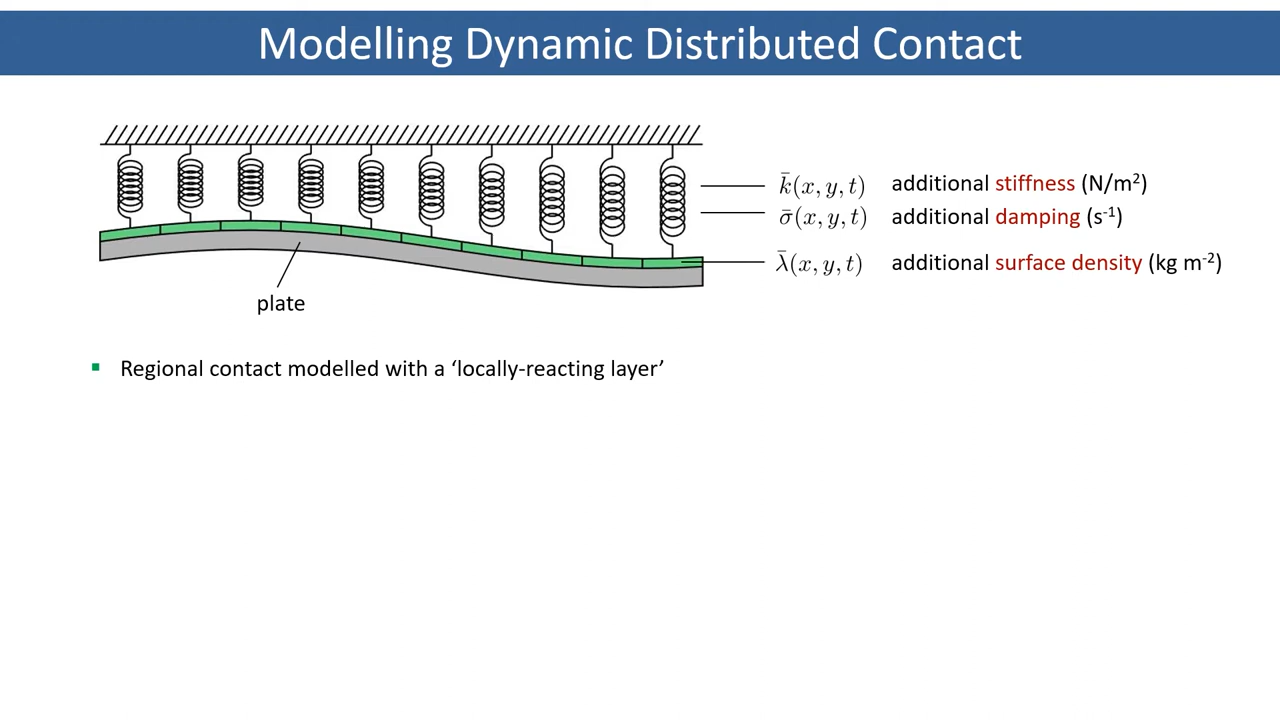 Modelling Dynamic Distributed Contact
k̄(x, y, t) additional stiffness (N/m²)
σ̄(x, y, t) additional damping (s⁻¹)
λ̄(x, y, t) additional surface density (kg m⁻²)
plate
▪ Regional contact modelled with a ‘locally-reacting layer’